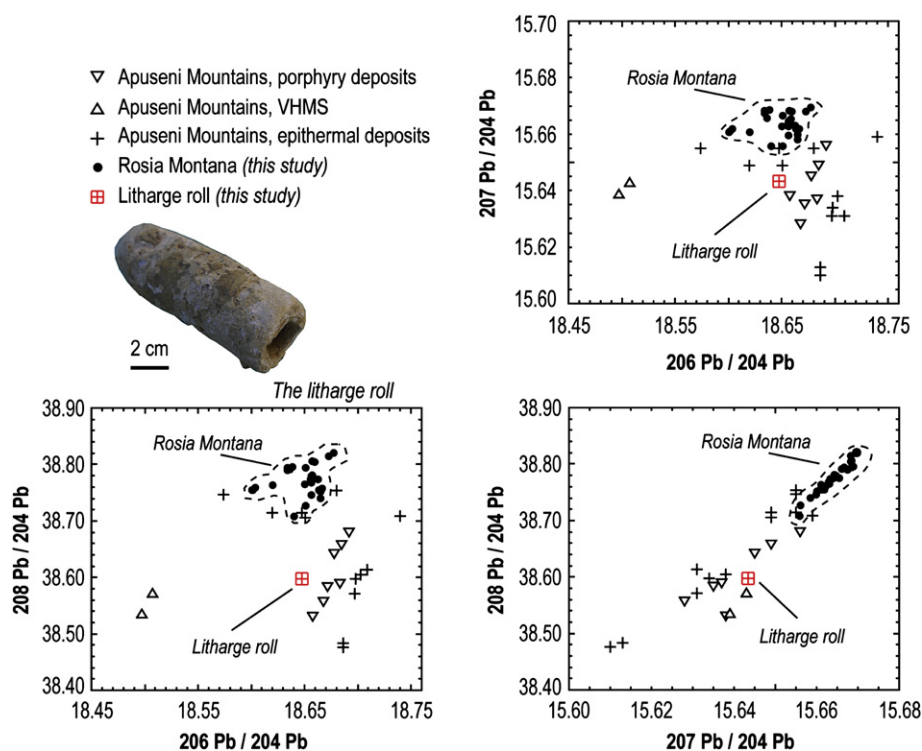 Apuseni Mountains, porphyry deposits
Apuseni Mountains, VHMS
Apuseni Mountains, epithermal deposits
Rosia Montana (this study)
Litharge roll (this study)
2 cm
The litharge roll
15.70
15.68
15.66
15.64
15.62
15.60
207 Pb / 204 Pb
Rosia Montana
Litharge roll
18.45
18.55
18.65
18.75
206 Pb / 204 Pb
38.90
38.80
38.70
38.60
38.50
38.40
208 Pb / 204 Pb
Rosia Montana
Litharge roll
18.45
18.55
18.65
18.75
206 Pb / 204 Pb
38.90
38.80
38.70
38.60
38.50
38.40
208 Pb / 204 Pb
Rosia Montana
Litharge roll
15.60
15.62
15.64
15.66
15.68
207 Pb / 204 Pb